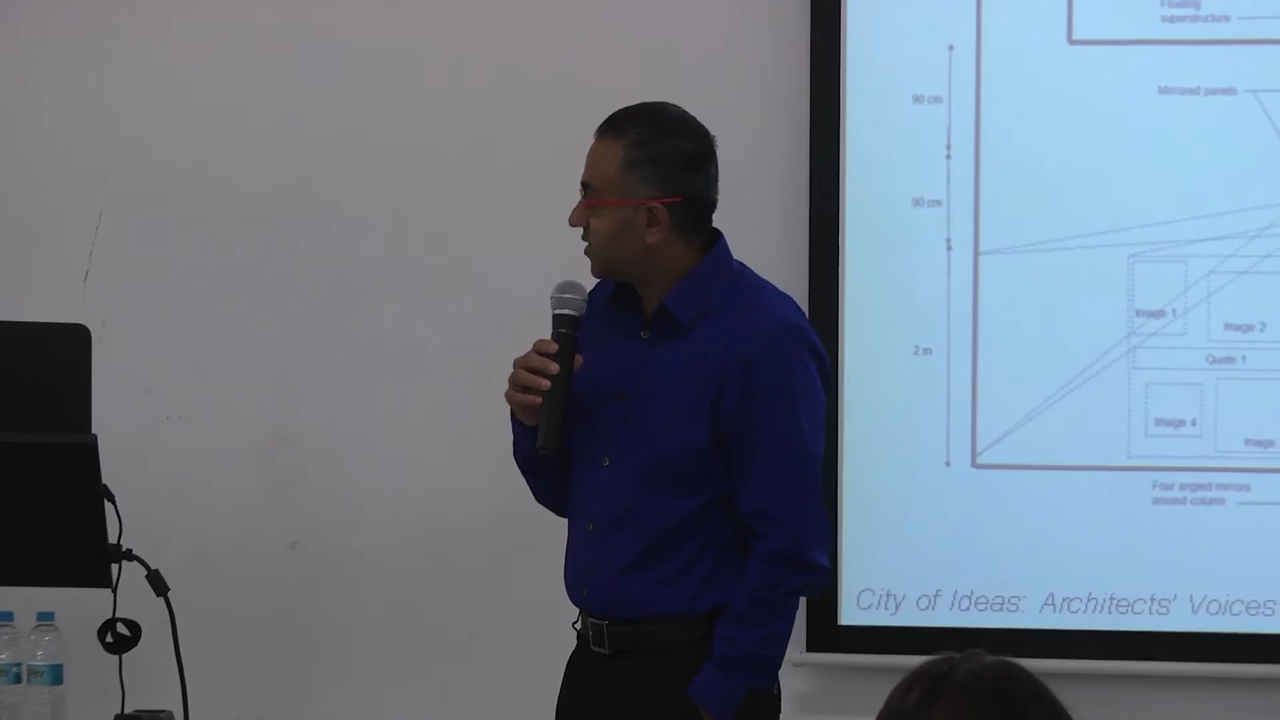 Floating
superstructure
90 cm
Mirrored panels
90 cm
Image 1
Image 2
2 m
Quote 1
Image 4
Image
Four angled mirrors
around column
City of Ideas: Architects' Voices